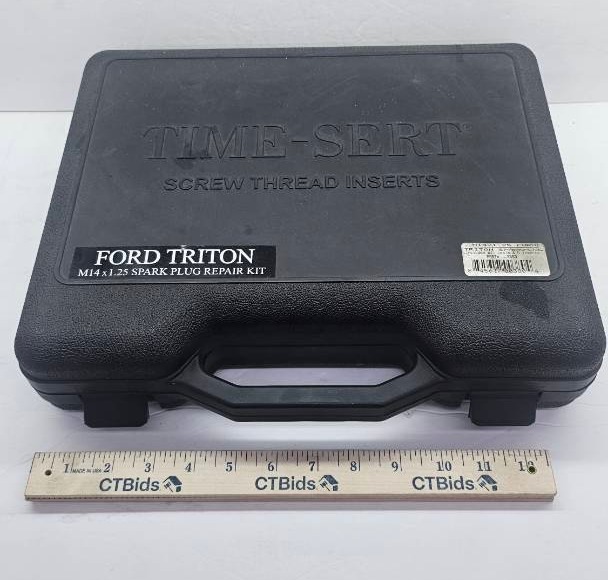 TIME-SERT
SCREW THREAD INSERTS
FORD TRITON
M14 x 1.25 SPARK PLUG REPAIR KIT
1 2 3 4 5 6 7 8 9 10 11 12
MADE IN USA
CTBids CTBids CTBids